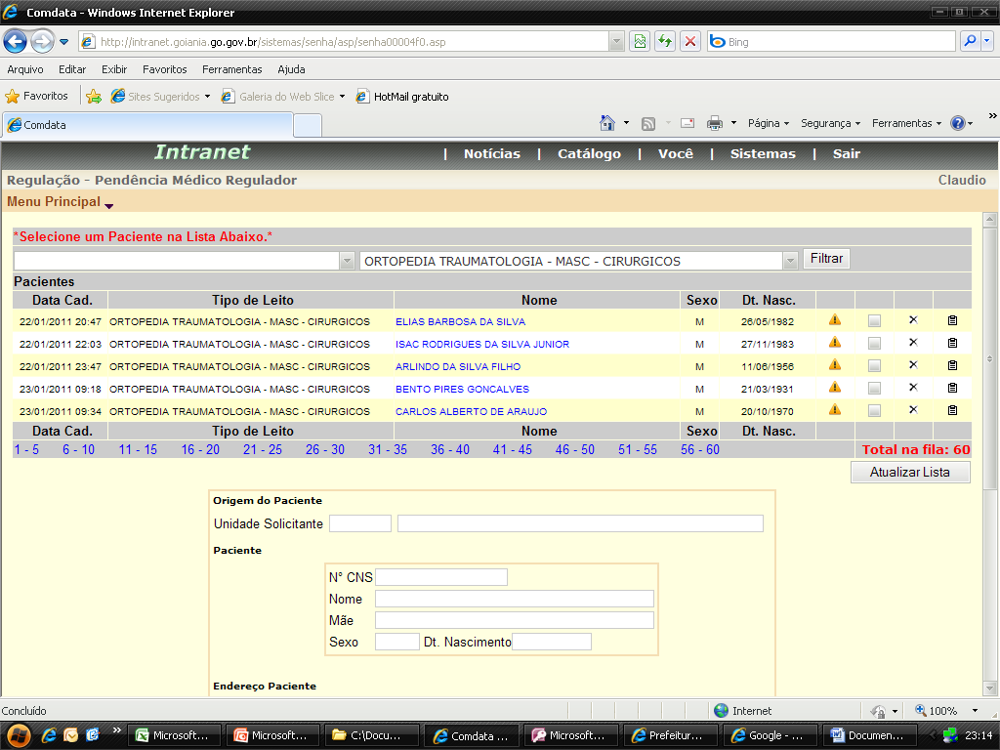 Comdata - Windows Internet Explorer
http://intranet.goiania.go.gov.br/sistemas/senha/asp/senha00004f0.asp
Bing
Arquivo Editar Exibir Favoritos Ferramentas Ajuda
Favoritos Sites Sugeridos Galeria do Web Slice HotMail gratuito
Comdata Página Segurança Ferramentas
Intranet | Notícias | Catálogo | Você | Sistemas | Sair
Regulação - Pendência Médico Regulador Claudio
Menu Principal
*Selecione um Paciente na Lista Abaixo.*
ORTOPEDIA TRAUMATOLOGIA - MASC - CIRURGICOS Filtrar
Pacientes
Data Cad. Tipo de Leito Nome Sexo Dt. Nasc.
22/01/2011 20:47 ORTOPEDIA TRAUMATOLOGIA - MASC - CIRURGICOS ELIAS BARBOSA DA SILVA M 26/05/1982
22/01/2011 22:03 ORTOPEDIA TRAUMATOLOGIA - MASC - CIRURGICOS ISAC RODRIGUES DA SILVA JUNIOR M 27/11/1983
22/01/2011 23:47 ORTOPEDIA TRAUMATOLOGIA - MASC - CIRURGICOS ARLINDO DA SILVA FILHO M 11/06/1956
23/01/2011 09:18 ORTOPEDIA TRAUMATOLOGIA - MASC - CIRURGICOS BENTO PIRES GONCALVES M 21/03/1931
23/01/2011 09:34 ORTOPEDIA TRAUMATOLOGIA - MASC - CIRURGICOS CARLOS ALBERTO DE ARAUJO M 20/10/1970
Data Cad. Tipo de Leito Nome Sexo Dt. Nasc.
1 - 5 6 - 10 11 - 15 16 - 20 21 - 25 26 - 30 31 - 35 36 - 40 41 - 45 46 - 50 51 - 55 56 - 60 Total na fila: 60
Atualizar Lista
Origem do Paciente
Unidade Solicitante
Paciente
N° CNS
Nome
Mãe
Sexo Dt. Nascimento
Endereço Paciente
Concluído Internet 100%
Microsoft... Microsoft... C:\Docu... Comdata ... Microsoft... Prefeitur... Google - ... Documen... 23:14